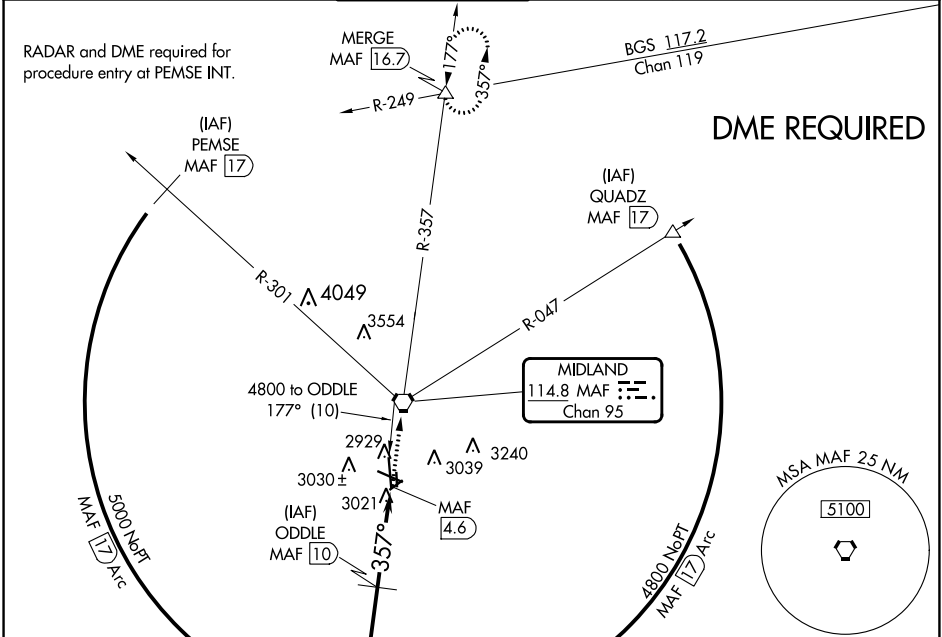 RADAR and DME required for
procedure entry at PEMSE INT.
MERGE
MAF 16.7
177°
357°
BGS 117.2
Chan 119
R-249
DME REQUIRED
(IAF)
PEMSE
MAF 17
(IAF)
QUADZ
MAF 17
R-357
R-301
4049
3554
R-047
4800 to ODDLE
177° (10)
MIDLAND
114.8 MAF
Chan 95
2929
3030±
3039
3240
3021
MAF
4.6
(IAF)
ODDLE
MAF 10
357°
5000 NoPT
MAF 17 Arc
4800 NoPT
MAF 17 Arc
MSA MAF 25 NM
5100